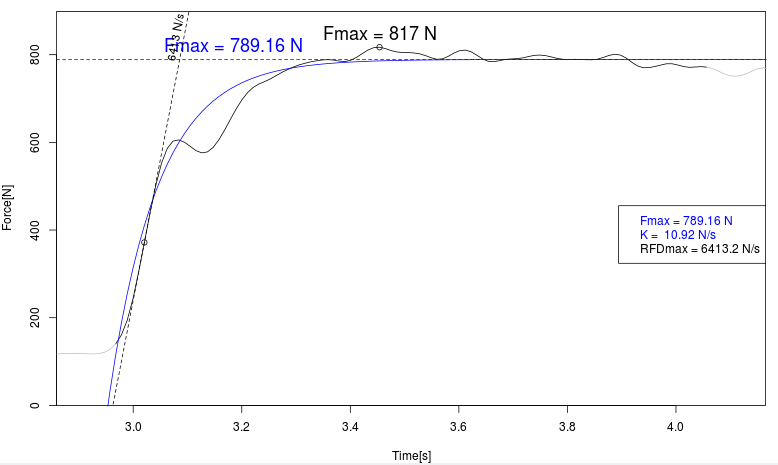 6413 N/s
Fmax = 789.16 N
Fmax = 817 N
Force[N]
800
600
400
200
0
Fmax = 789.16 N
K = 10.92 N/s
RFDmax = 6413.2 N/s
3.0 3.2 3.4 3.6 3.8 4.0
Time[s]